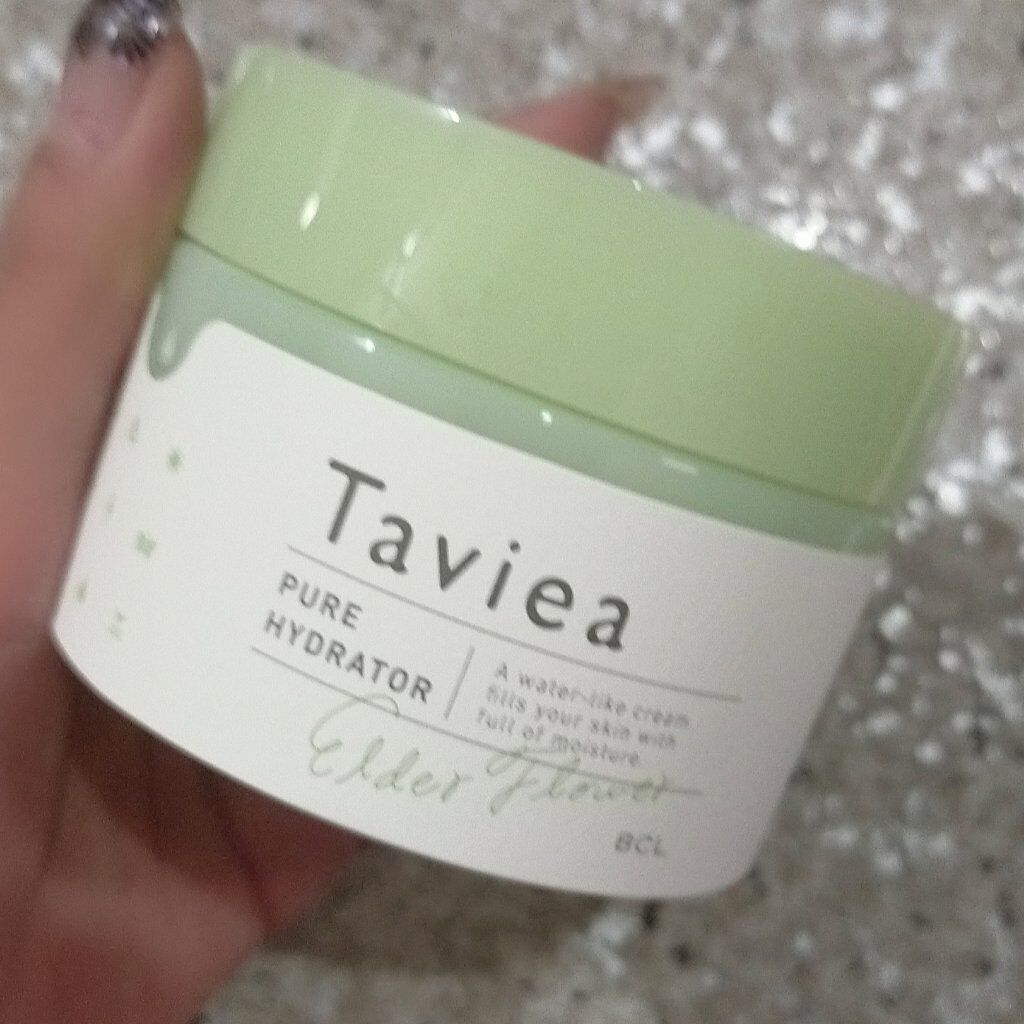 Taviea
PURE
HYDRATOR
A water-like cream
fills your skin with
full of moisture.
Elder Flower
BCL